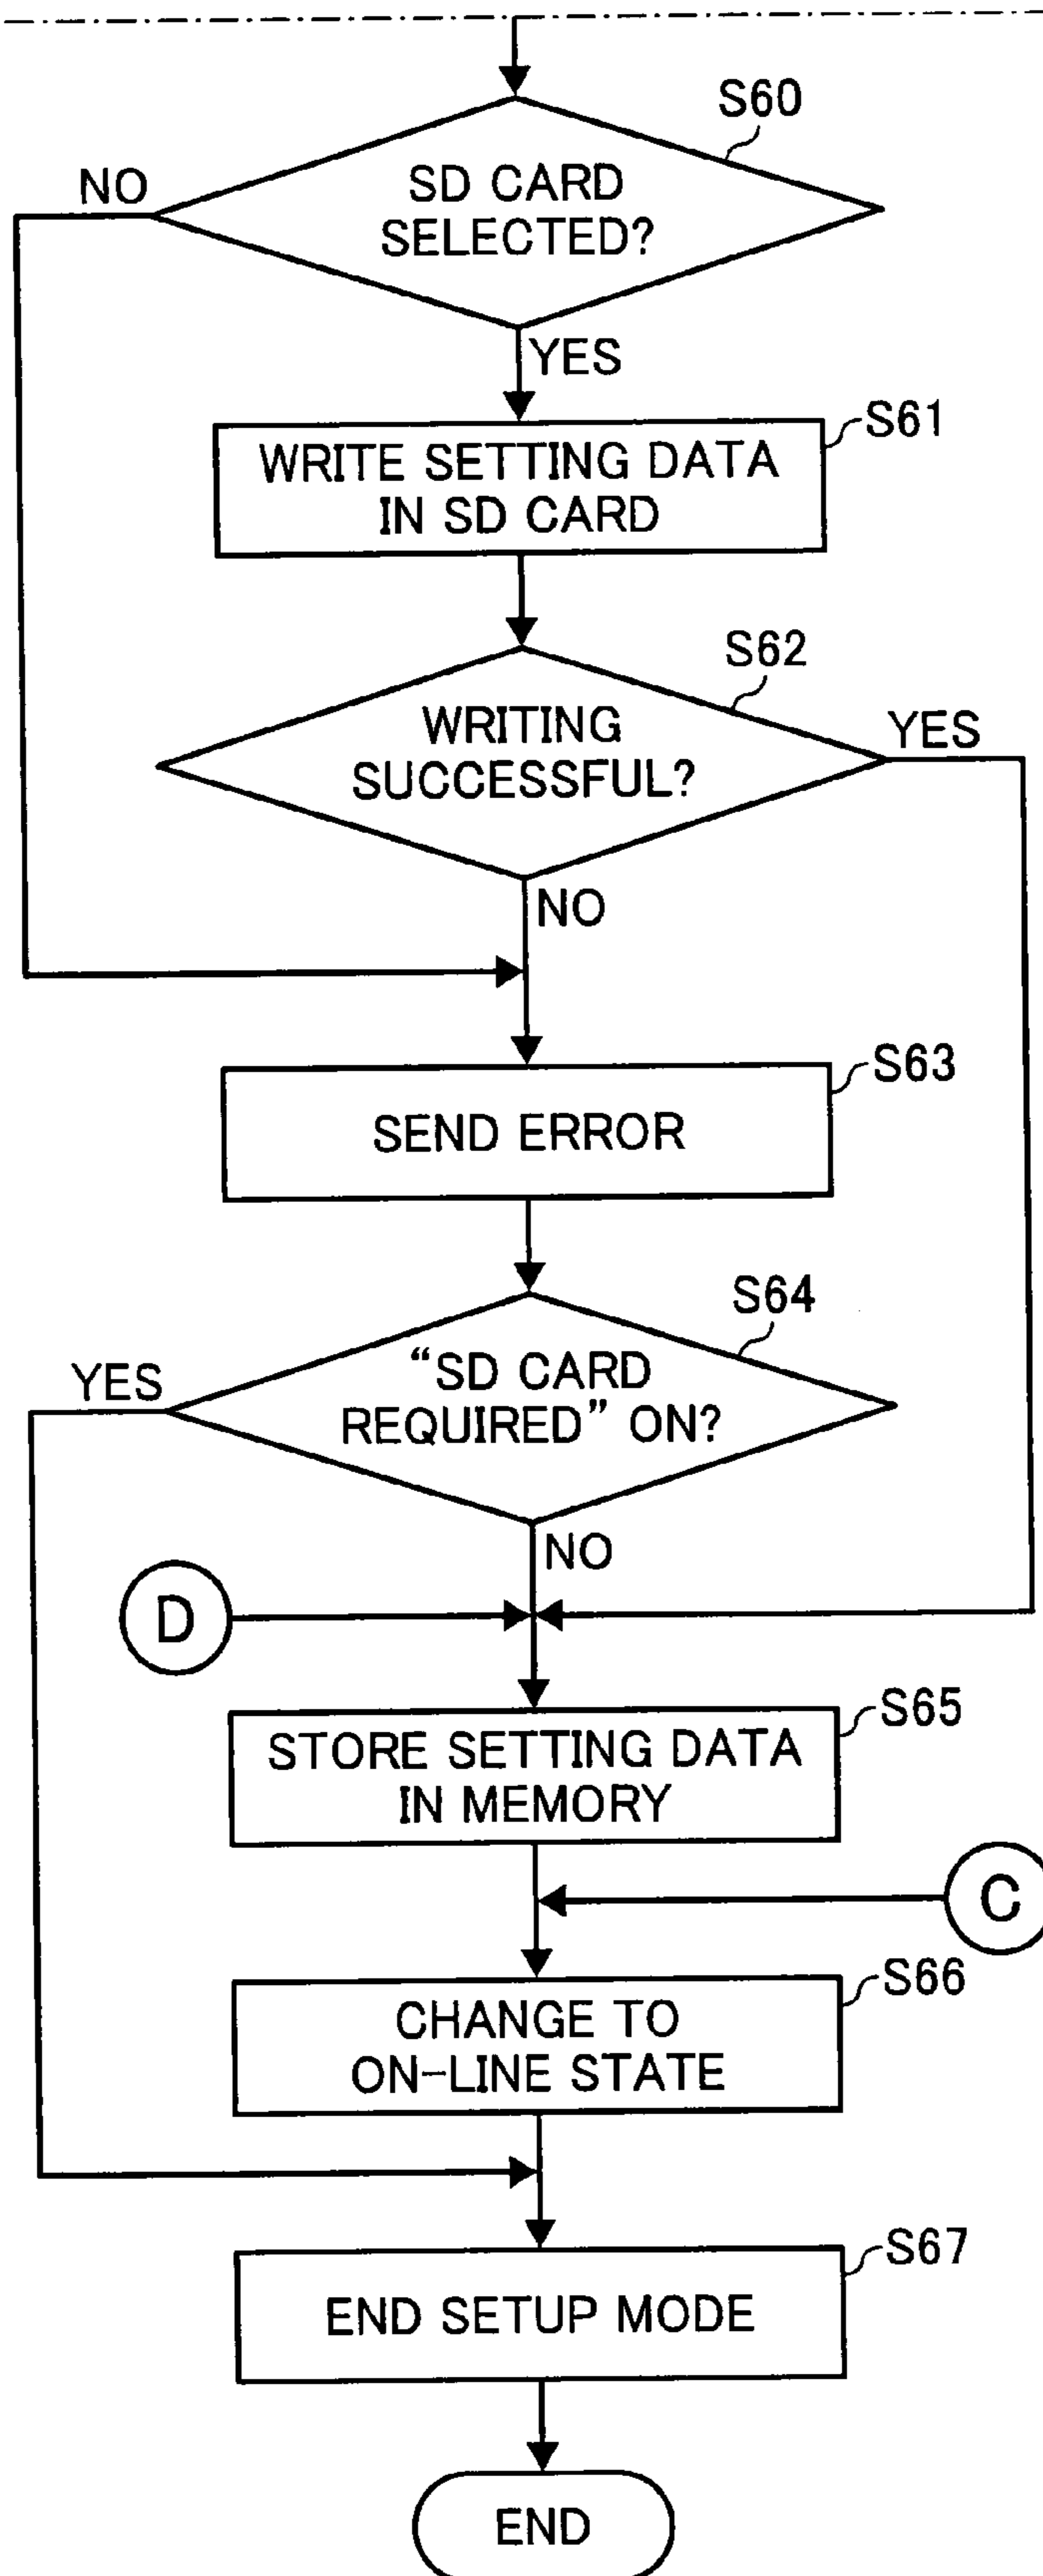 S60
NO
SD CARD
SELECTED?
YES
S61
WRITE SETTING DATA
IN SD CARD
S62
WRITING
SUCCESSFUL?
YES
NO
S63
SEND ERROR
S64
YES
“SD CARD
REQUIRED” ON?
NO
D
S65
STORE SETTING DATA
IN MEMORY
C
S66
CHANGE TO
ON-LINE STATE
S67
END SETUP MODE
END